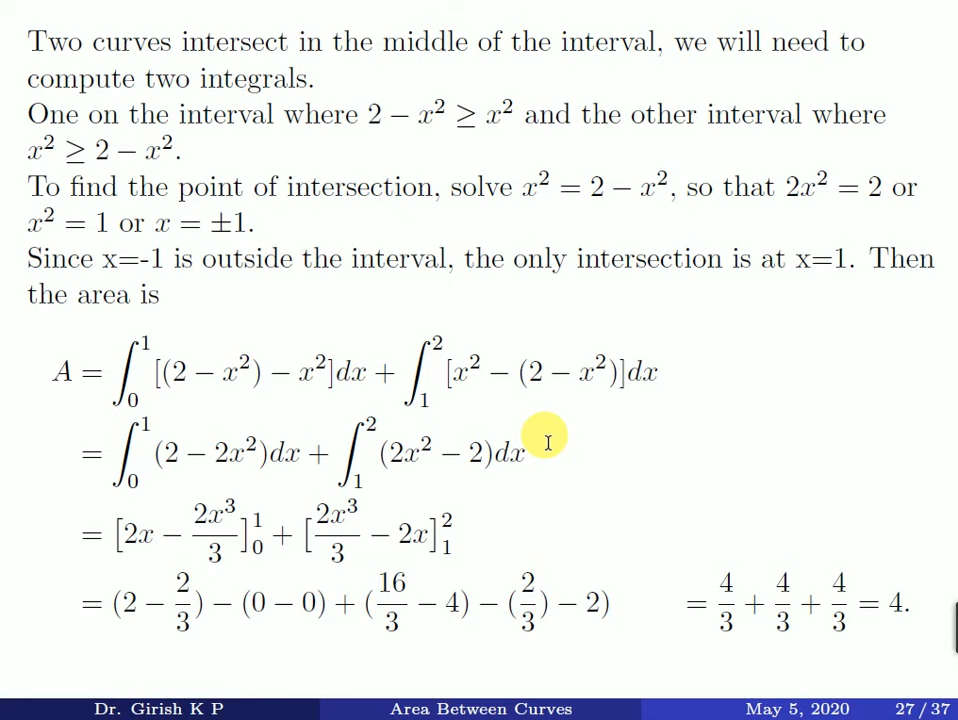 Two curves intersect in the middle of the interval, we will need to
compute two integrals.
One on the interval where 2 − x² ≥ x² and the other interval where
x² ≥ 2 − x².
To find the point of intersection, solve x² = 2 − x², so that 2x² = 2 or
x² = 1 or x = ±1.
Since x=-1 is outside the interval, the only intersection is at x=1. Then
the area is
A = ∫₀¹ [(2 − x²) − x²]dx + ∫₁² [x² − (2 − x²)]dx
= ∫₀¹ (2 − 2x²)dx + ∫₁² (2x² − 2)dx
= [2x − 2x³/3]₀¹ + [2x³/3 − 2x]₁²
= (2 − 2/3) − (0 − 0) + (16/3 − 4) − (2/3) − 2) = 4/3 + 4/3 + 4/3 = 4.
Dr. Girish K P Area Between Curves May 5, 2020 27 / 37